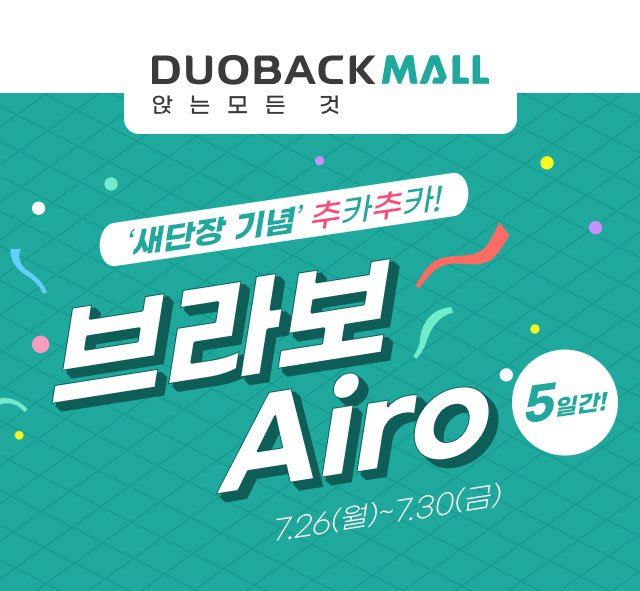 DUOBACKMALL
앉는모든 것
‘새단장 기념’ 추카추카!
브라보
Airo
5일간!
7.26(월)~7.30(금)